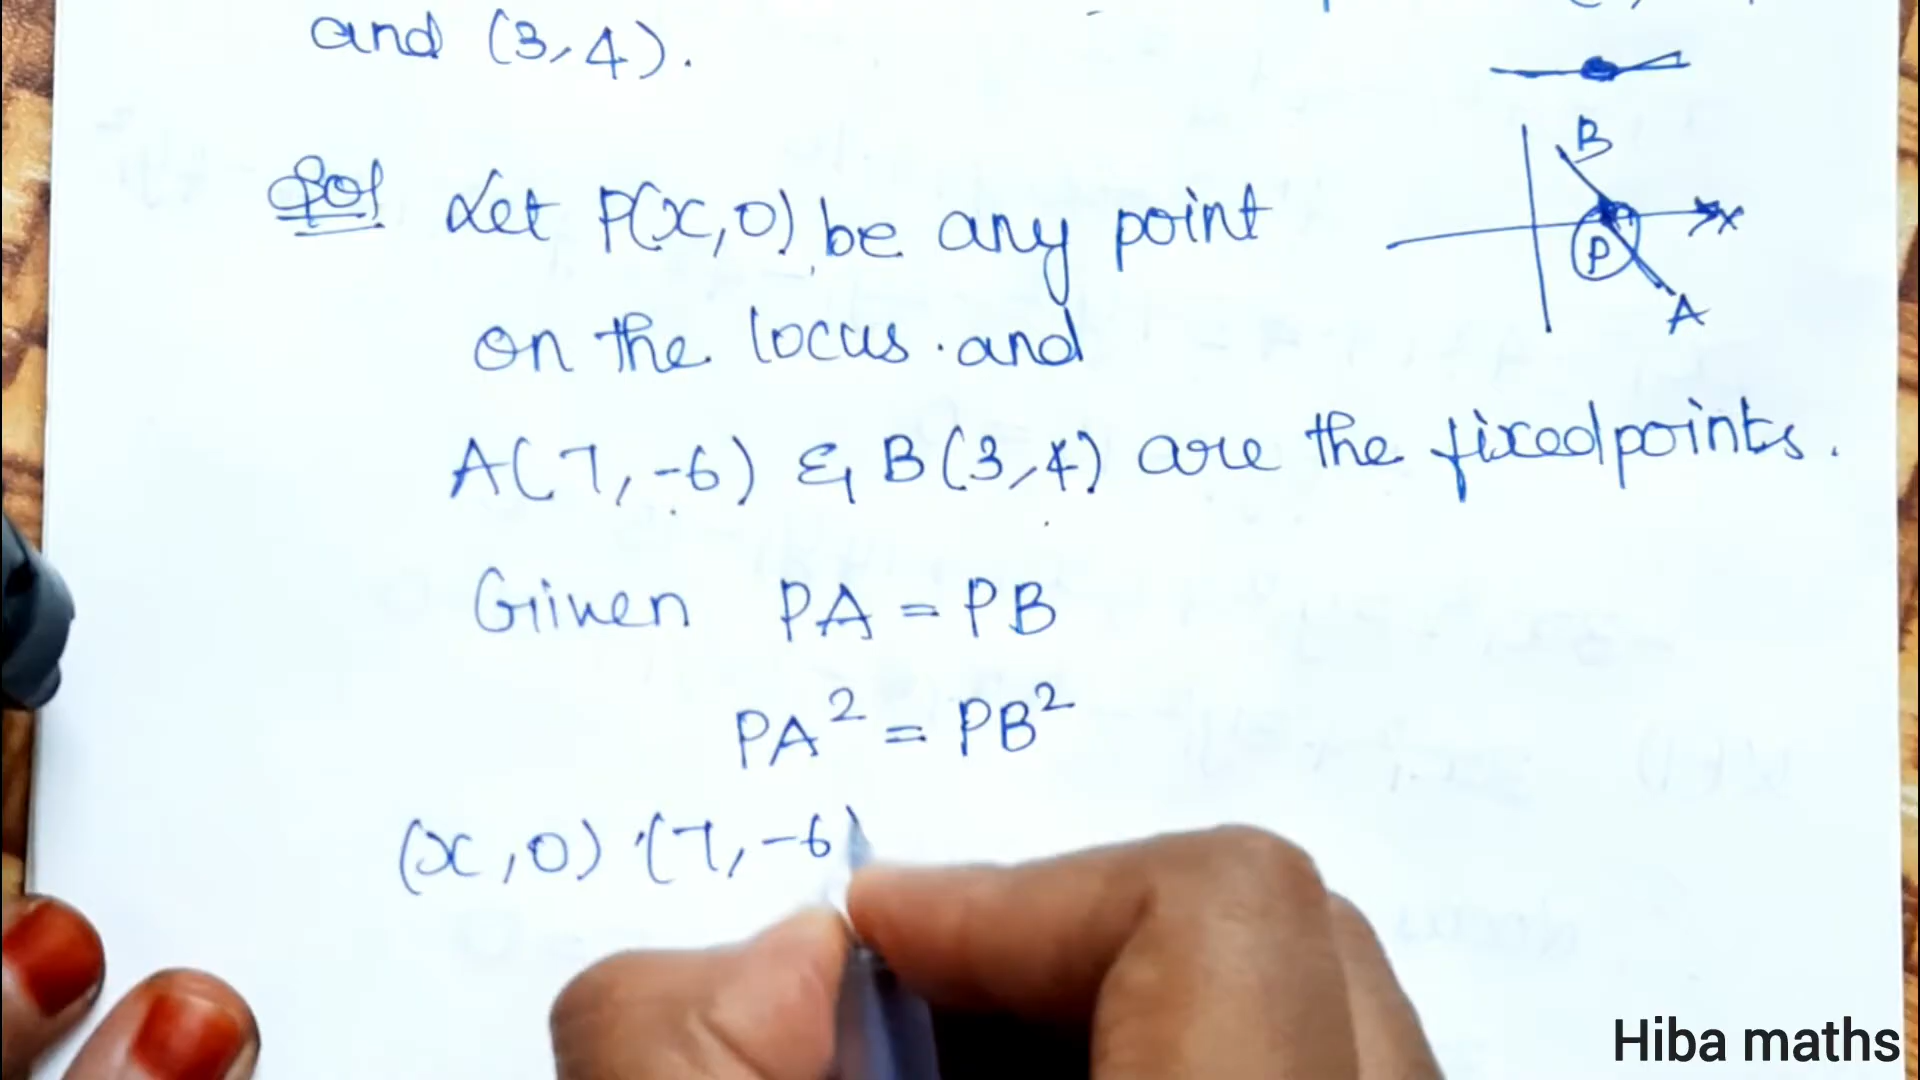 and (3,4).
B
Sol Let P(x,0) be any point
x
P
on the locus. and
A
A(7,-6) & B(3,4) are the fixed points.
Given PA = PB
PA² = PB²
(x,0) (7,-6)
Hiba maths